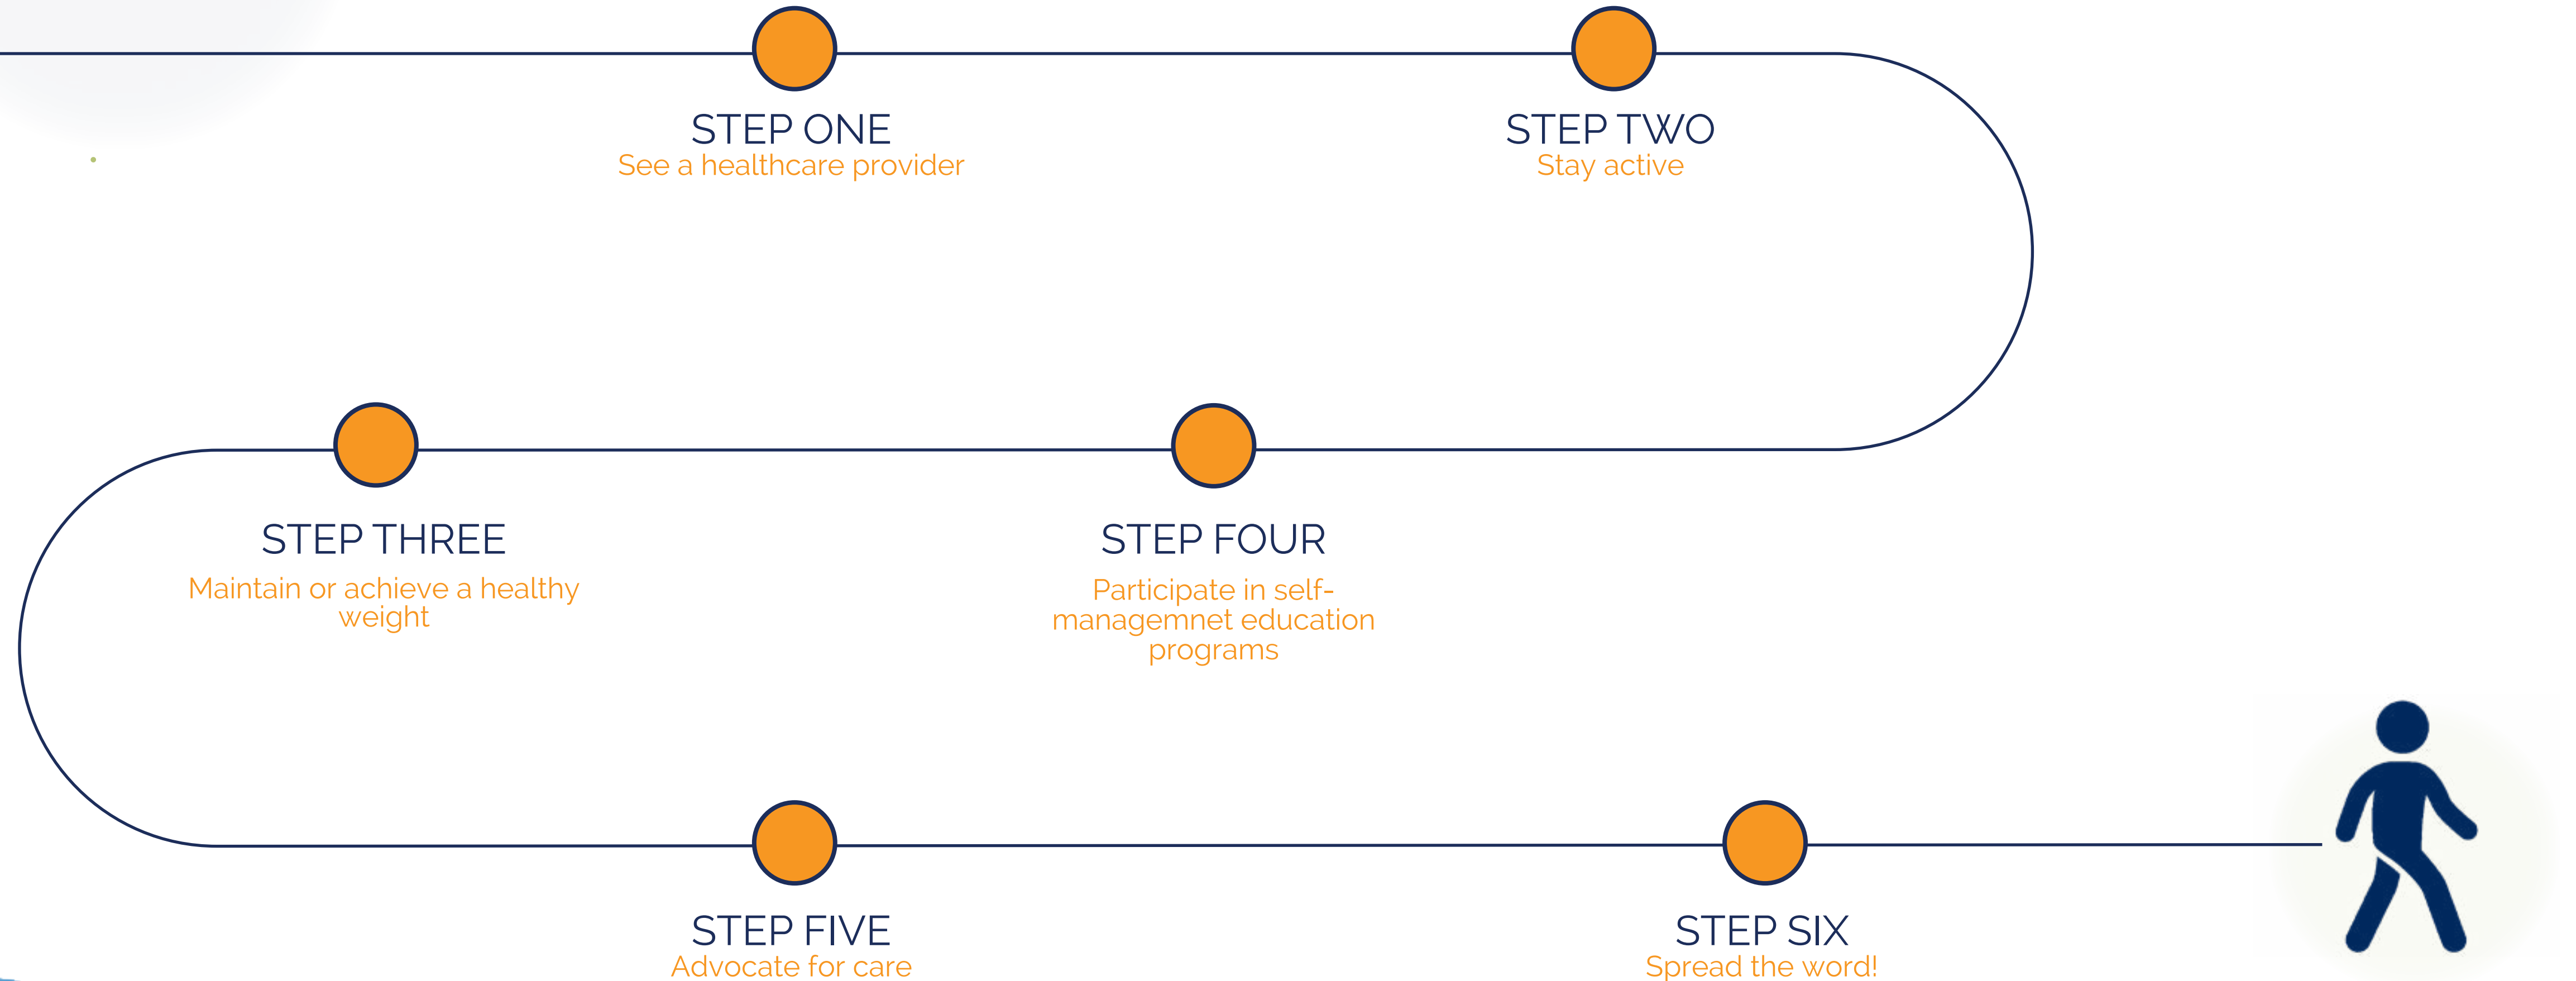 STEP ONE
See a healthcare provider
STEP TWO
Stay active
STEP THREE
Maintain or achieve a healthy
weight
STEP FOUR
Participate in self-
managemnet education
programs
STEP FIVE
Advocate for care
STEP SIX
Spread the word!